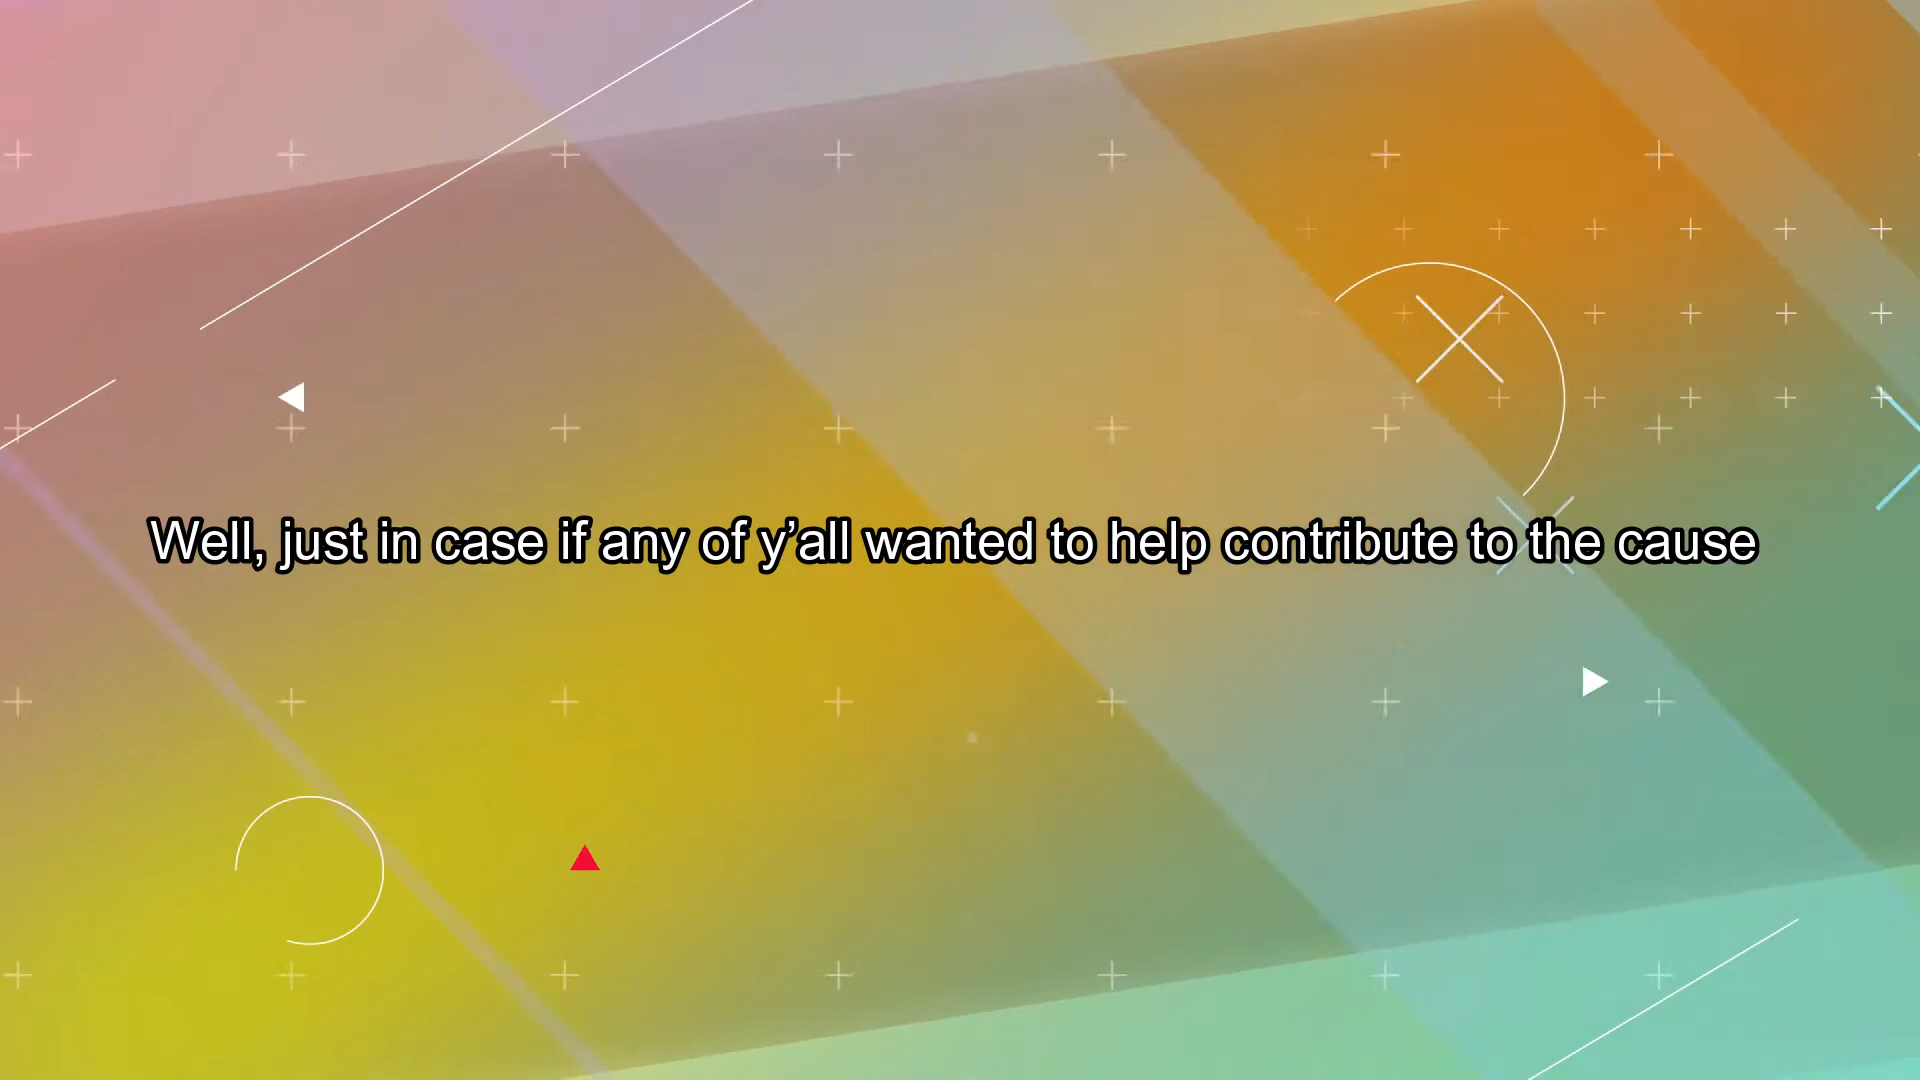 Well, just in case if any of y’all wanted to help contribute to the cause